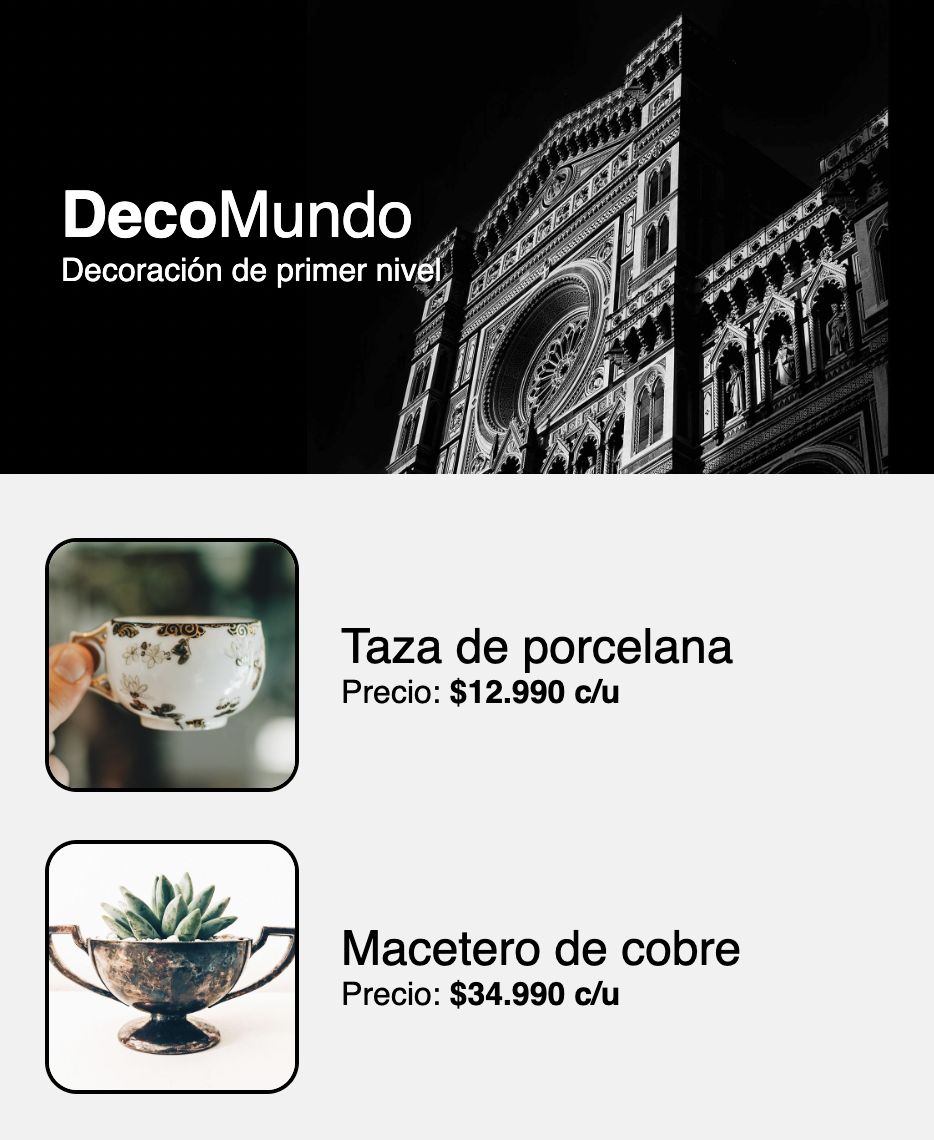 DecoMundo
Decoración de primer nivel
Taza de porcelana
Precio: $12.990 c/u
Macetero de cobre
Precio: $34.990 c/u